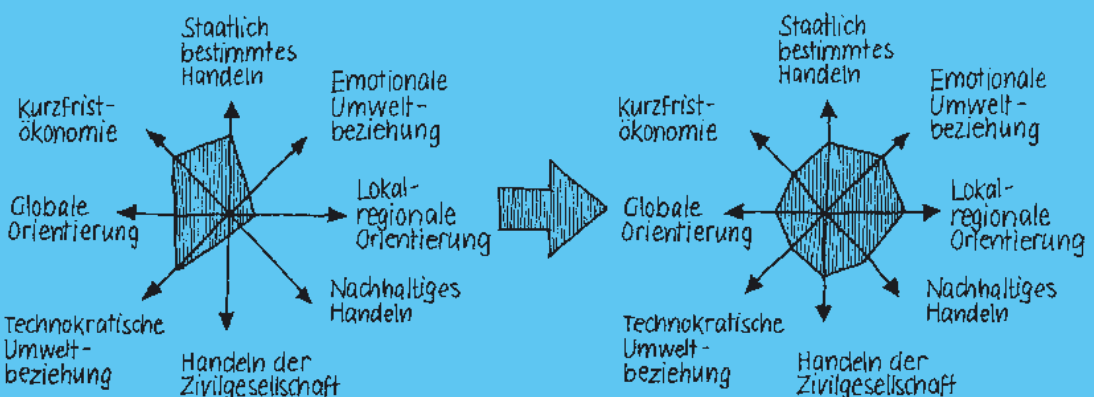 Staatlich
bestimmtes
Handeln
Emotionale
Umwelt-
beziehung
Lokal-
regionale
Orientierung
Nachhaltiges
Handeln
Handeln der
Zivilgesellschaft
Technokratische
Umwelt-
beziehung
Globale
Orientierung
Kurzfrist-
ökonomie
Staatlich
bestimmtes
Handeln
Emotionale
Umwelt-
beziehung
Lokal-
regionale
Orientierung
Nachhaltiges
Handeln
Handeln der
Zivilgesellschaft
Technokratische
Umwelt-
beziehung
Globale
Orientierung
Kurzfrist-
ökonomie